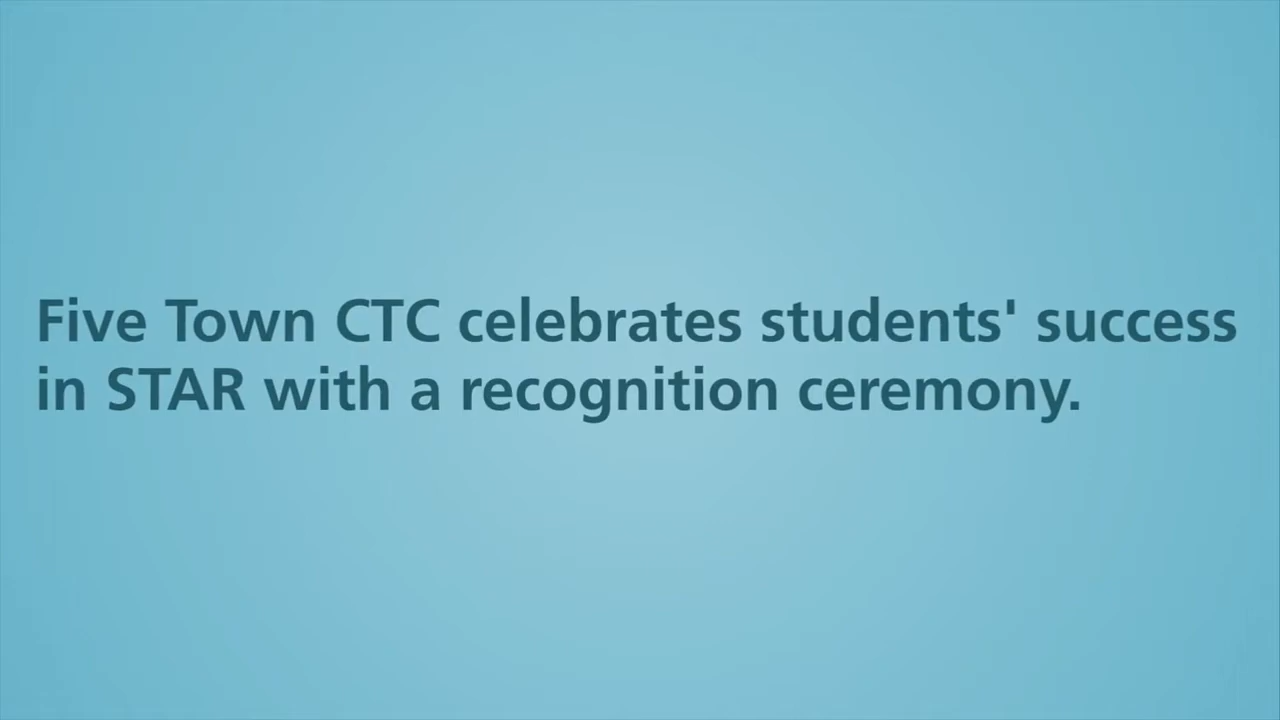 Five Town CTC celebrates students' success
in STAR with a recognition ceremony.